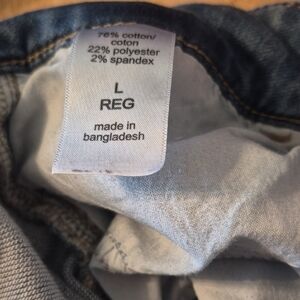 76% cotton/
coton
22% polyester
2% spandex
L
REG
made in
bangladesh